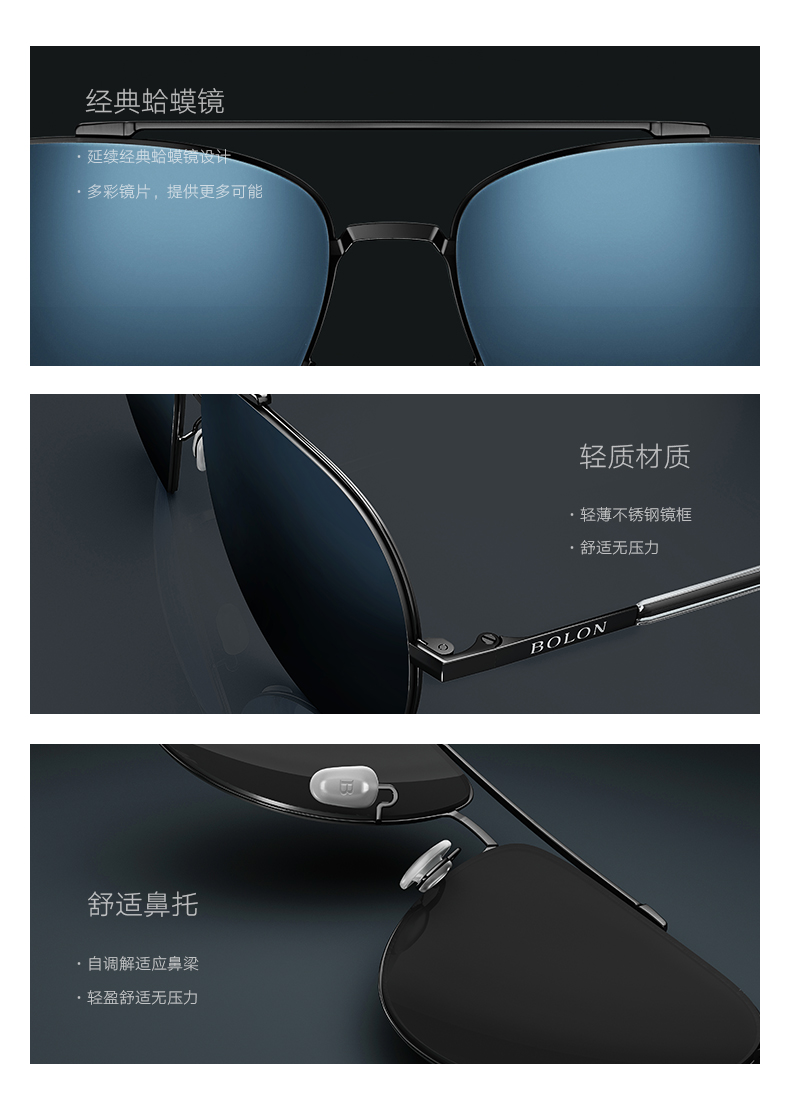 经典蛤蟆镜
· 延续经典蛤蟆镜设计
· 多彩镜片，提供更多可能
轻质材质
· 轻薄不锈钢镜框
· 舒适无压力
BOLON
B
舒适鼻托
· 自调解适应鼻梁
· 轻盈舒适无压力